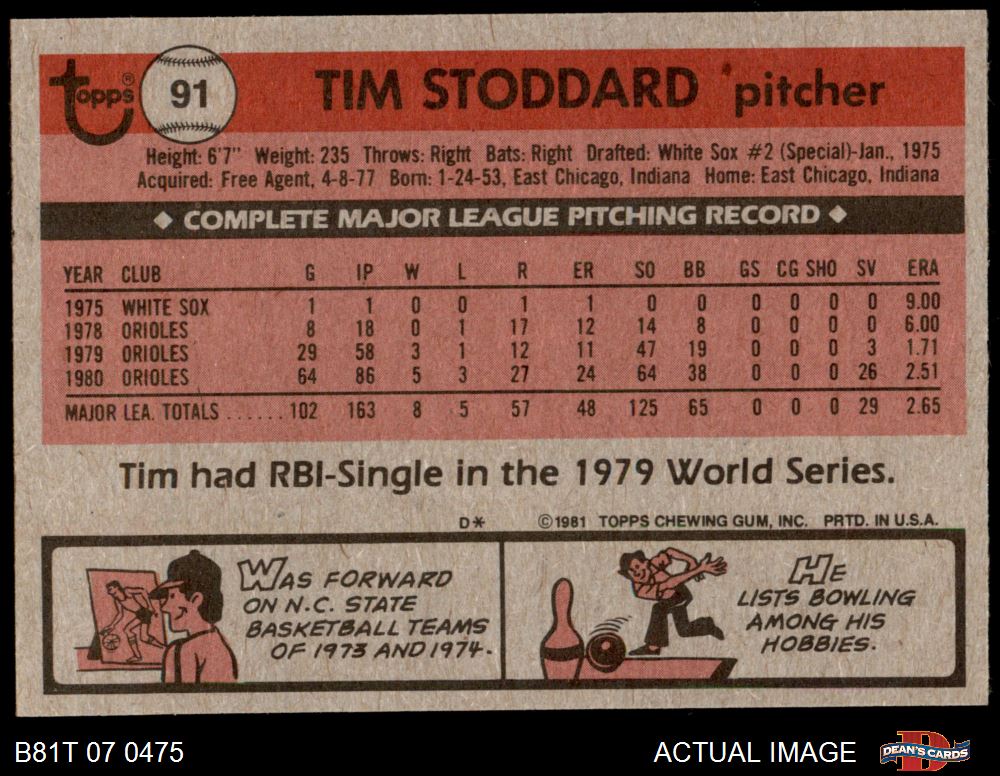 Topps® 91 TIM STODDARD pitcher
Height: 6'7" Weight: 235 Throws: Right Bats: Right Drafted: White Sox #2 (Special)-Jan., 1975
Acquired: Free Agent, 4-8-77 Born: 1-24-53, East Chicago, Indiana Home: East Chicago, Indiana
◆ COMPLETE MAJOR LEAGUE PITCHING RECORD ◆
YEAR CLUB G IP W L R ER SO BB GS CG SHO SV ERA
1975 WHITE SOX 1 1 0 0 1 1 0 0 0 0 0 0 9.00
1978 ORIOLES 8 18 0 1 17 12 14 8 0 0 0 0 6.00
1979 ORIOLES 29 58 3 1 12 11 47 19 0 0 0 3 1.71
1980 ORIOLES 64 86 5 3 27 24 64 38 0 0 0 26 2.51
MAJOR LEA. TOTALS ...... 102 163 8 5 57 48 125 65 0 0 0 29 2.65
Tim had RBI-Single in the 1979 World Series.
D* ©1981 TOPPS CHEWING GUM, INC. PRTD. IN U.S.A.
WAS FORWARD
ON N.C. STATE
BASKETBALL TEAMS
OF 1973 AND 1974.
HE
LISTS BOWLING
AMONG HIS
HOBBIES.
B81T 07 0475 ACTUAL IMAGE DEAN'S CARDS